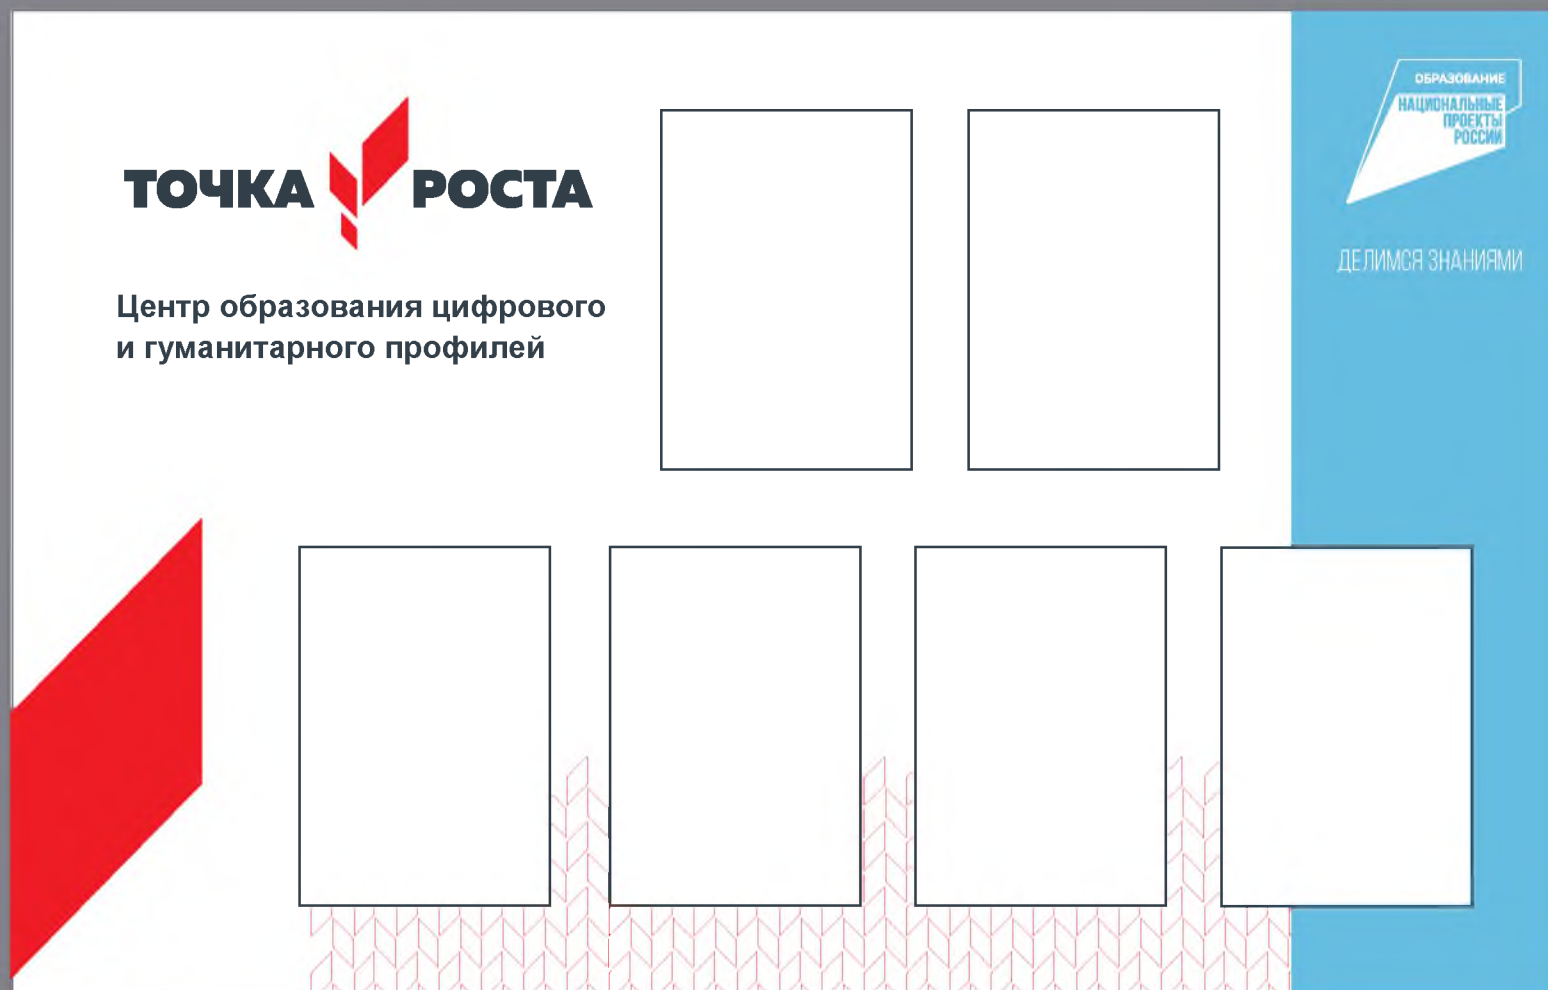 ТОЧКА РОСТА
Центр образования цифрового
и гуманитарного профилей
ОБРАЗОВАНИЕ
НАЦИОНАЛЬНЫЕ
ПРОЕКТЫ
РОССИИ
ДЕЛИМСЯ ЗНАНИЯМИ